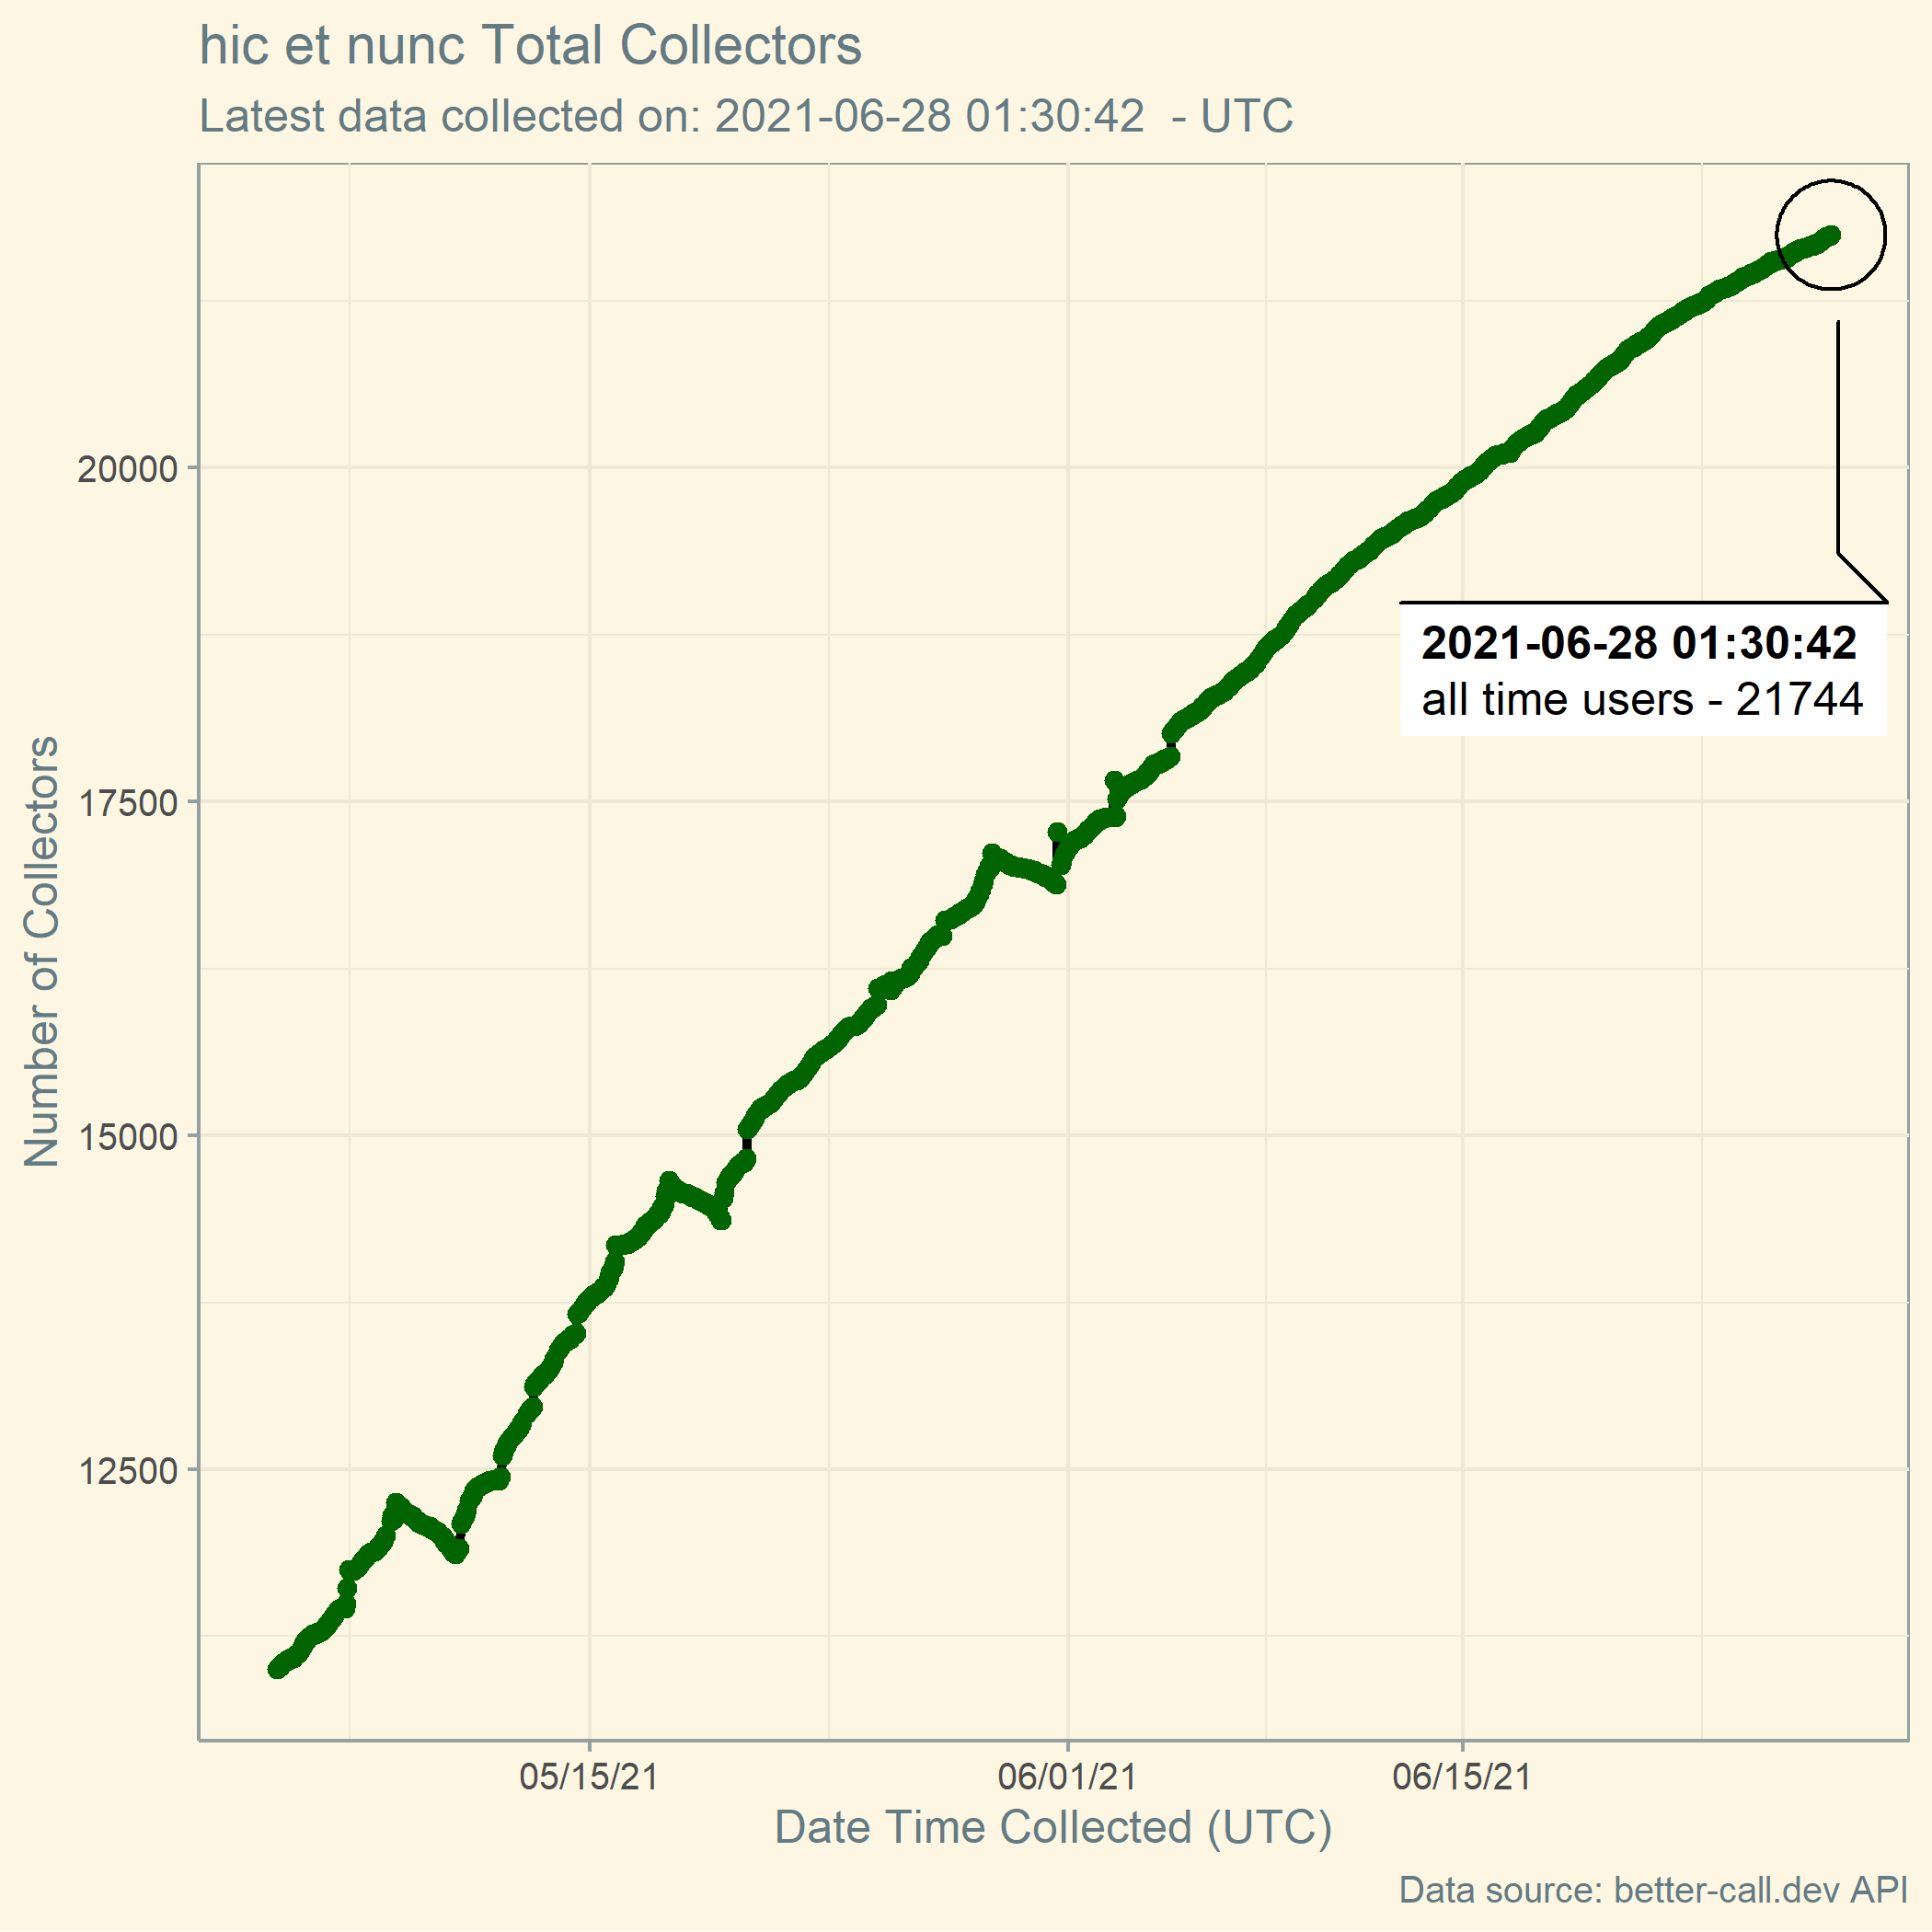 hic et nunc Total Collectors
Latest data collected on: 2021-06-28 01:30:42  - UTC
Number of Collectors
20000
17500
15000
12500
2021-06-28 01:30:42
all time users - 21744
05/15/21
06/01/21
06/15/21
Date Time Collected (UTC)
Data source: better-call.dev API